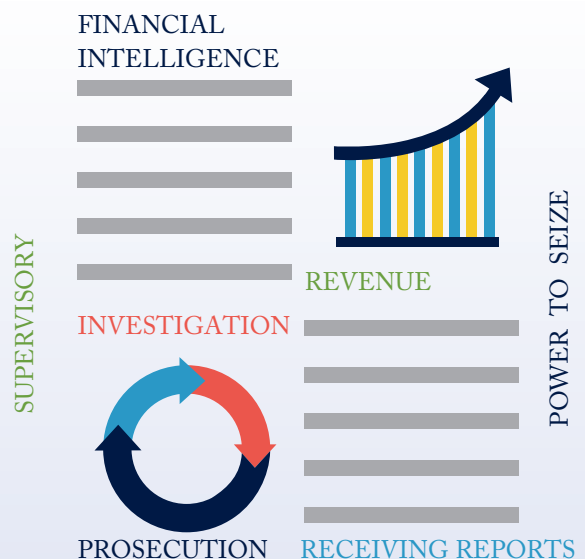 FINANCIAL
INTELLIGENCE
SUPERVISORY
POWER TO SEIZE
REVENUE
INVESTIGATION
PROSECUTION
RECEIVING REPORTS